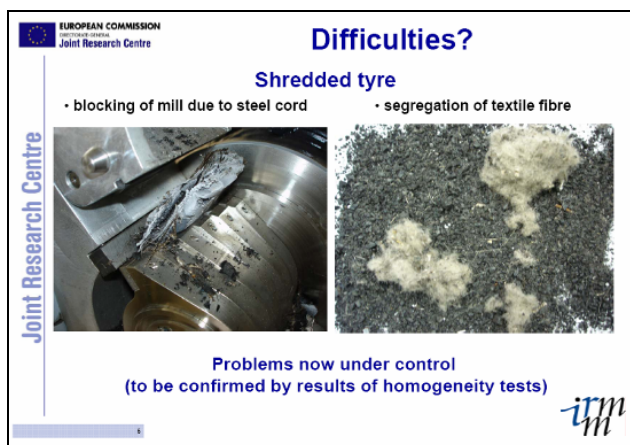 EUROPEAN COMMISSION
DIRECTORATE-GENERAL
Joint Research Centre
Difficulties?
Shredded tyre
• blocking of mill due to steel cord
• segregation of textile fibre
Joint Research Centre
Problems now under control
(to be confirmed by results of homogeneity tests)
6
irmm